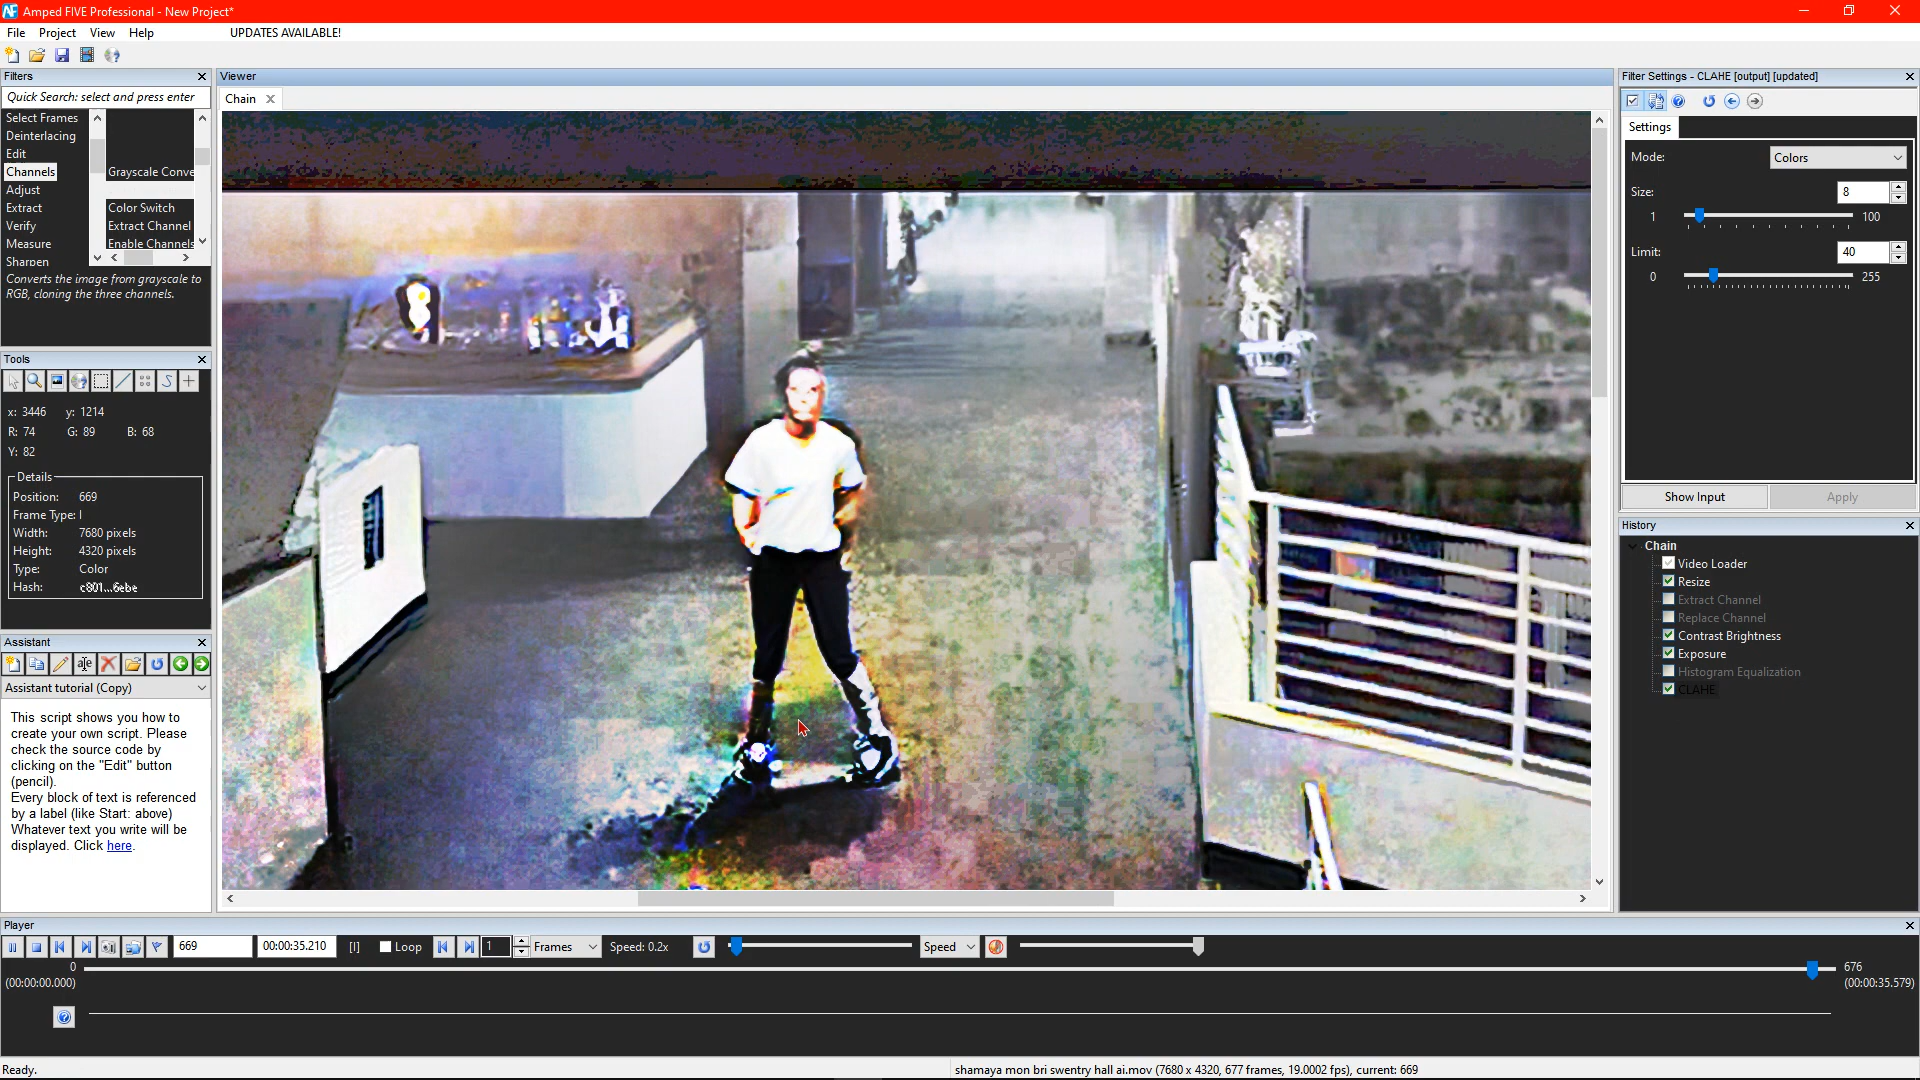 Amped FIVE Professional - New Project*
File Project View Help UPDATES AVAILABLE!
Filters
Quick Search: select and press enter
Select Frames
Deinterlacing
Edit
Channels
Adjust
Extract
Verify
Measure
Sharpen
Grayscale Conve
Color Switch
Extract Channel
Enable Channels
Converts the image from grayscale to
RGB, cloning the three channels.
Tools
x: 3446 y: 1214
R: 74 G: 89 B: 68
Y: 82
Details
Position: 669
Frame Type: I
Width: 7680 pixels
Height: 4320 pixels
Type: Color
Hash: c801...6ebe
Assistant
Assistant tutorial (Copy)
This script shows you how to
create your own script. Please
check the source code by
clicking on the "Edit" button
(pencil).
Every block of text is referenced
by a label (like Start: above)
Whatever text you write will be
displayed. Click here.
Viewer
Chain
Filter Settings - CLAHE [output] [updated]
Settings
Mode: Colors
Size: 8
1 100
Limit: 40
0 255
Show Input Apply
History
Chain
Video Loader
Resize
Extract Channel
Replace Channel
Contrast Brightness
Exposure
Histogram Equalization
CLAHE
Player
669 00:00:35.210 [I] Loop 1 Frames Speed: 0.2x Speed
0 676
(00:00:00.000) (00:00:35.579)
Ready. shamaya mon bri swentry hall ai.mov (7680 x 4320, 677 frames, 19.0002 fps), current: 669